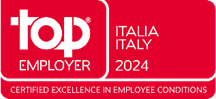 top
EMPLOYER
ITALIA
ITALY
2024
CERTIFIED EXCELLENCE IN EMPLOYEE CONDITIONS